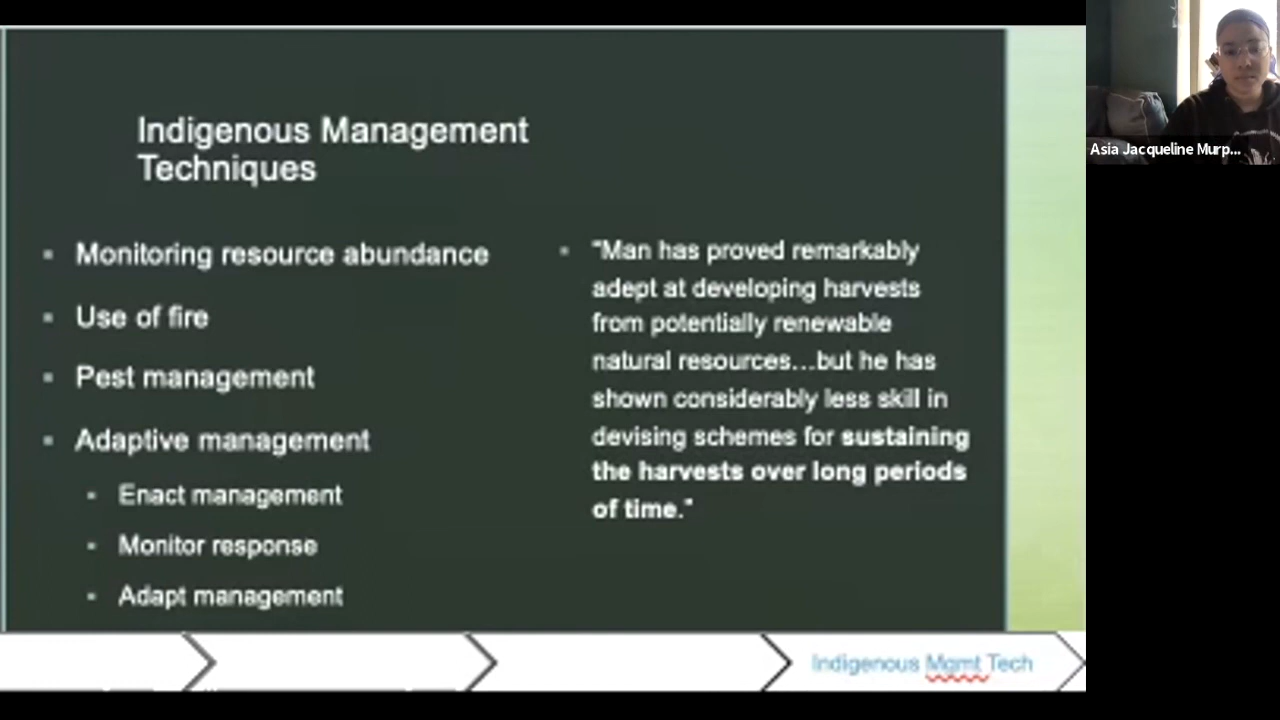 Indigenous Management
Techniques
Monitoring resource abundance
Use of fire
Pest management
Adaptive management
Enact management
Monitor response
Adapt management
“Man has proved remarkably
adept at developing harvests
from potentially renewable
natural resources…but he has
shown considerably less skill in
devising schemes for sustaining
the harvests over long periods
of time.”
Indigenous Mgmt Tech
Asia Jacqueline Murp...